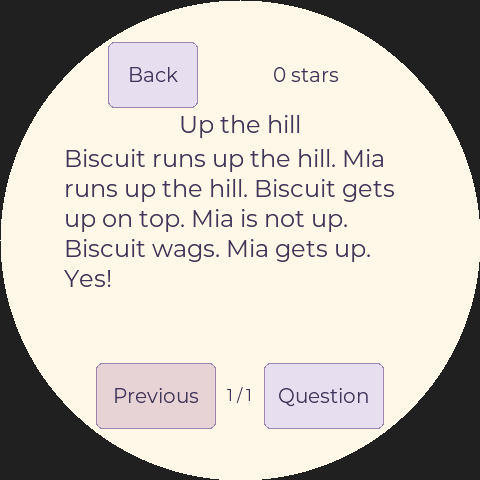 Back
0 stars
Up the hill
Biscuit runs up the hill. Mia
runs up the hill. Biscuit gets
up on top. Mia is not up.
Biscuit wags. Mia gets up.
Yes!
Previous
1 / 1
Question